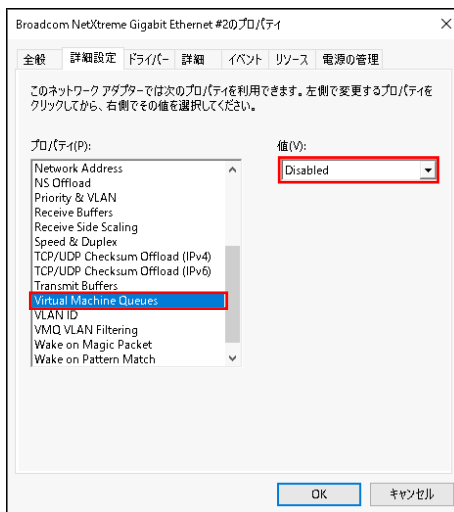 Broadcom NetXtreme Gigabit Ethernet #2のプロパティ
全般 詳細設定 ドライバー 詳細 イベント リソース 電源の管理
このネットワーク アダプターでは次のプロパティを利用できます。左側で変更するプロパティを
クリックしてから、右側でその値を選択してください。
プロパティ(P): 値(V):
Network Address
Disabled
NS Offload
Priority & VLAN
Receive Buffers
Receive Side Scaling
Speed & Duplex
TCP/UDP Checksum Offload (IPv4)
TCP/UDP Checksum Offload (IPv6)
Transmit Buffers
Virtual Machine Queues
VLAN ID
VMQ VLAN Filtering
Wake on Magic Packet
Wake on Pattern Match
OK キャンセル